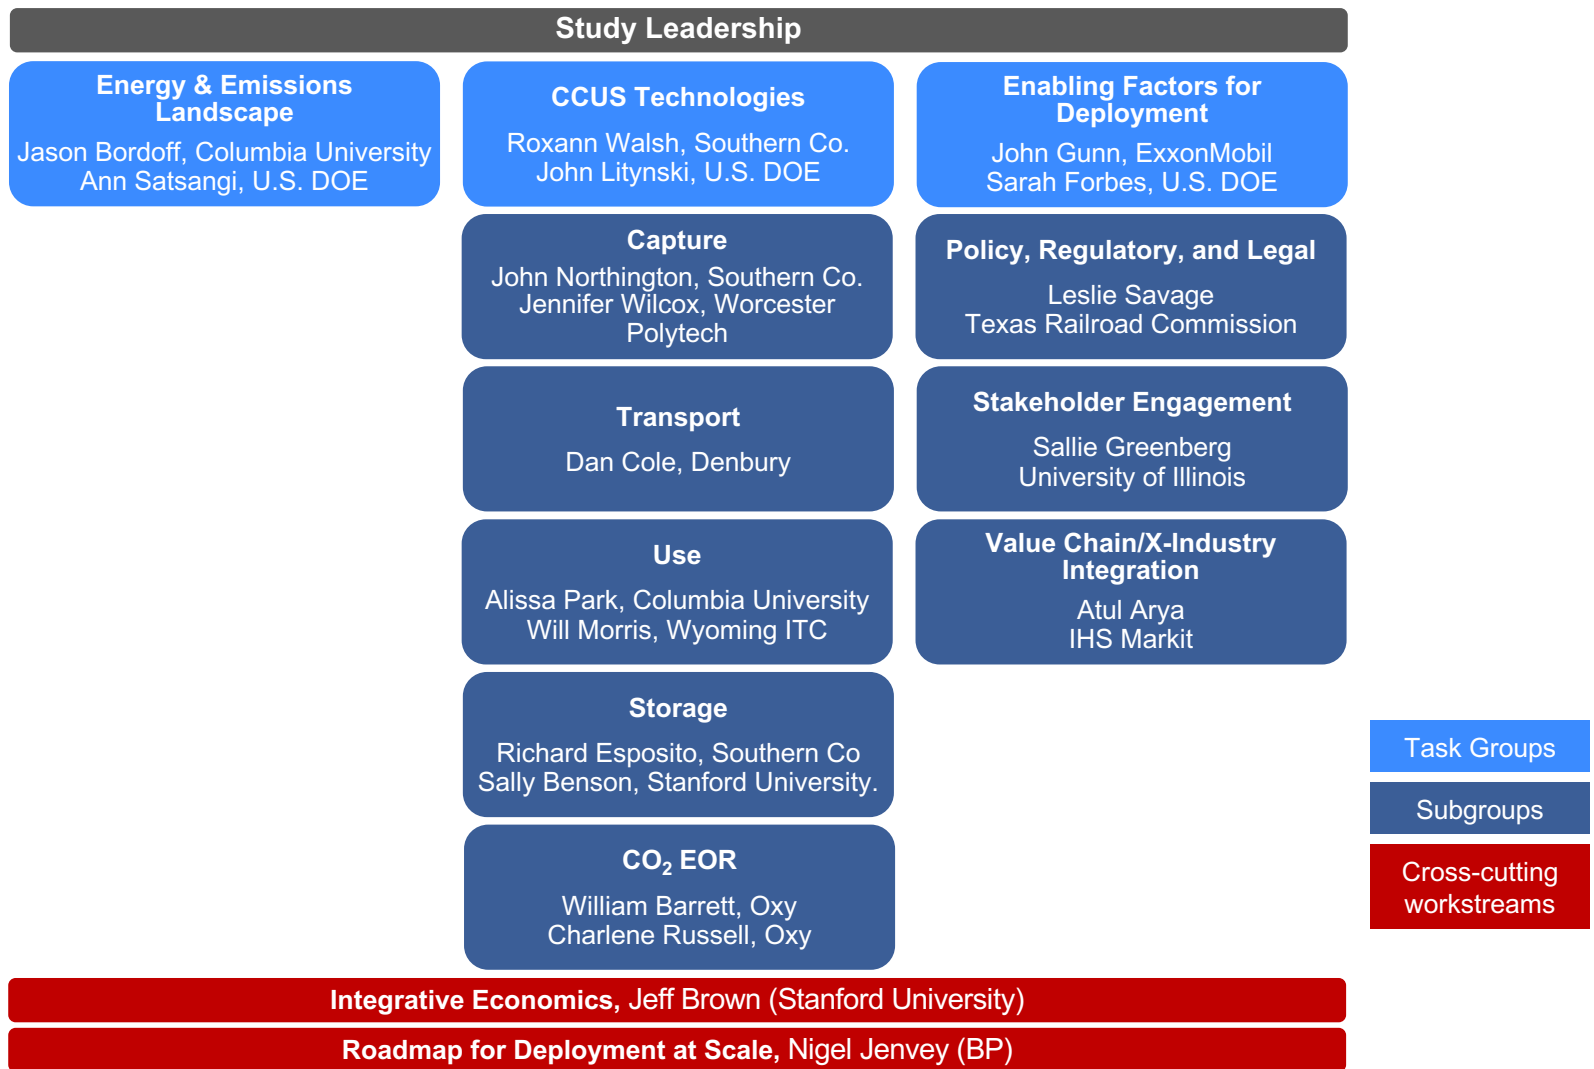 Study Leadership
Energy & Emissions
Landscape
Jason Bordoff, Columbia University
Ann Satsangi, U.S. DOE
CCUS Technologies
Roxann Walsh, Southern Co.
John Litynski, U.S. DOE
Enabling Factors for
Deployment
John Gunn, ExxonMobil
Sarah Forbes, U.S. DOE
Capture
John Northington, Southern Co.
Jennifer Wilcox, Worcester
Polytech
Policy, Regulatory, and Legal
Leslie Savage
Texas Railroad Commission
Transport
Dan Cole, Denbury
Stakeholder Engagement
Sallie Greenberg
University of Illinois
Use
Alissa Park, Columbia University
Will Morris, Wyoming ITC
Value Chain/X-Industry
Integration
Atul Arya
IHS Markit
Storage
Richard Esposito, Southern Co
Sally Benson, Stanford University.
CO₂ EOR
William Barrett, Oxy
Charlene Russell, Oxy
Task Groups
Subgroups
Cross-cutting
workstreams
Integrative Economics, Jeff Brown (Stanford University)
Roadmap for Deployment at Scale, Nigel Jenvey (BP)